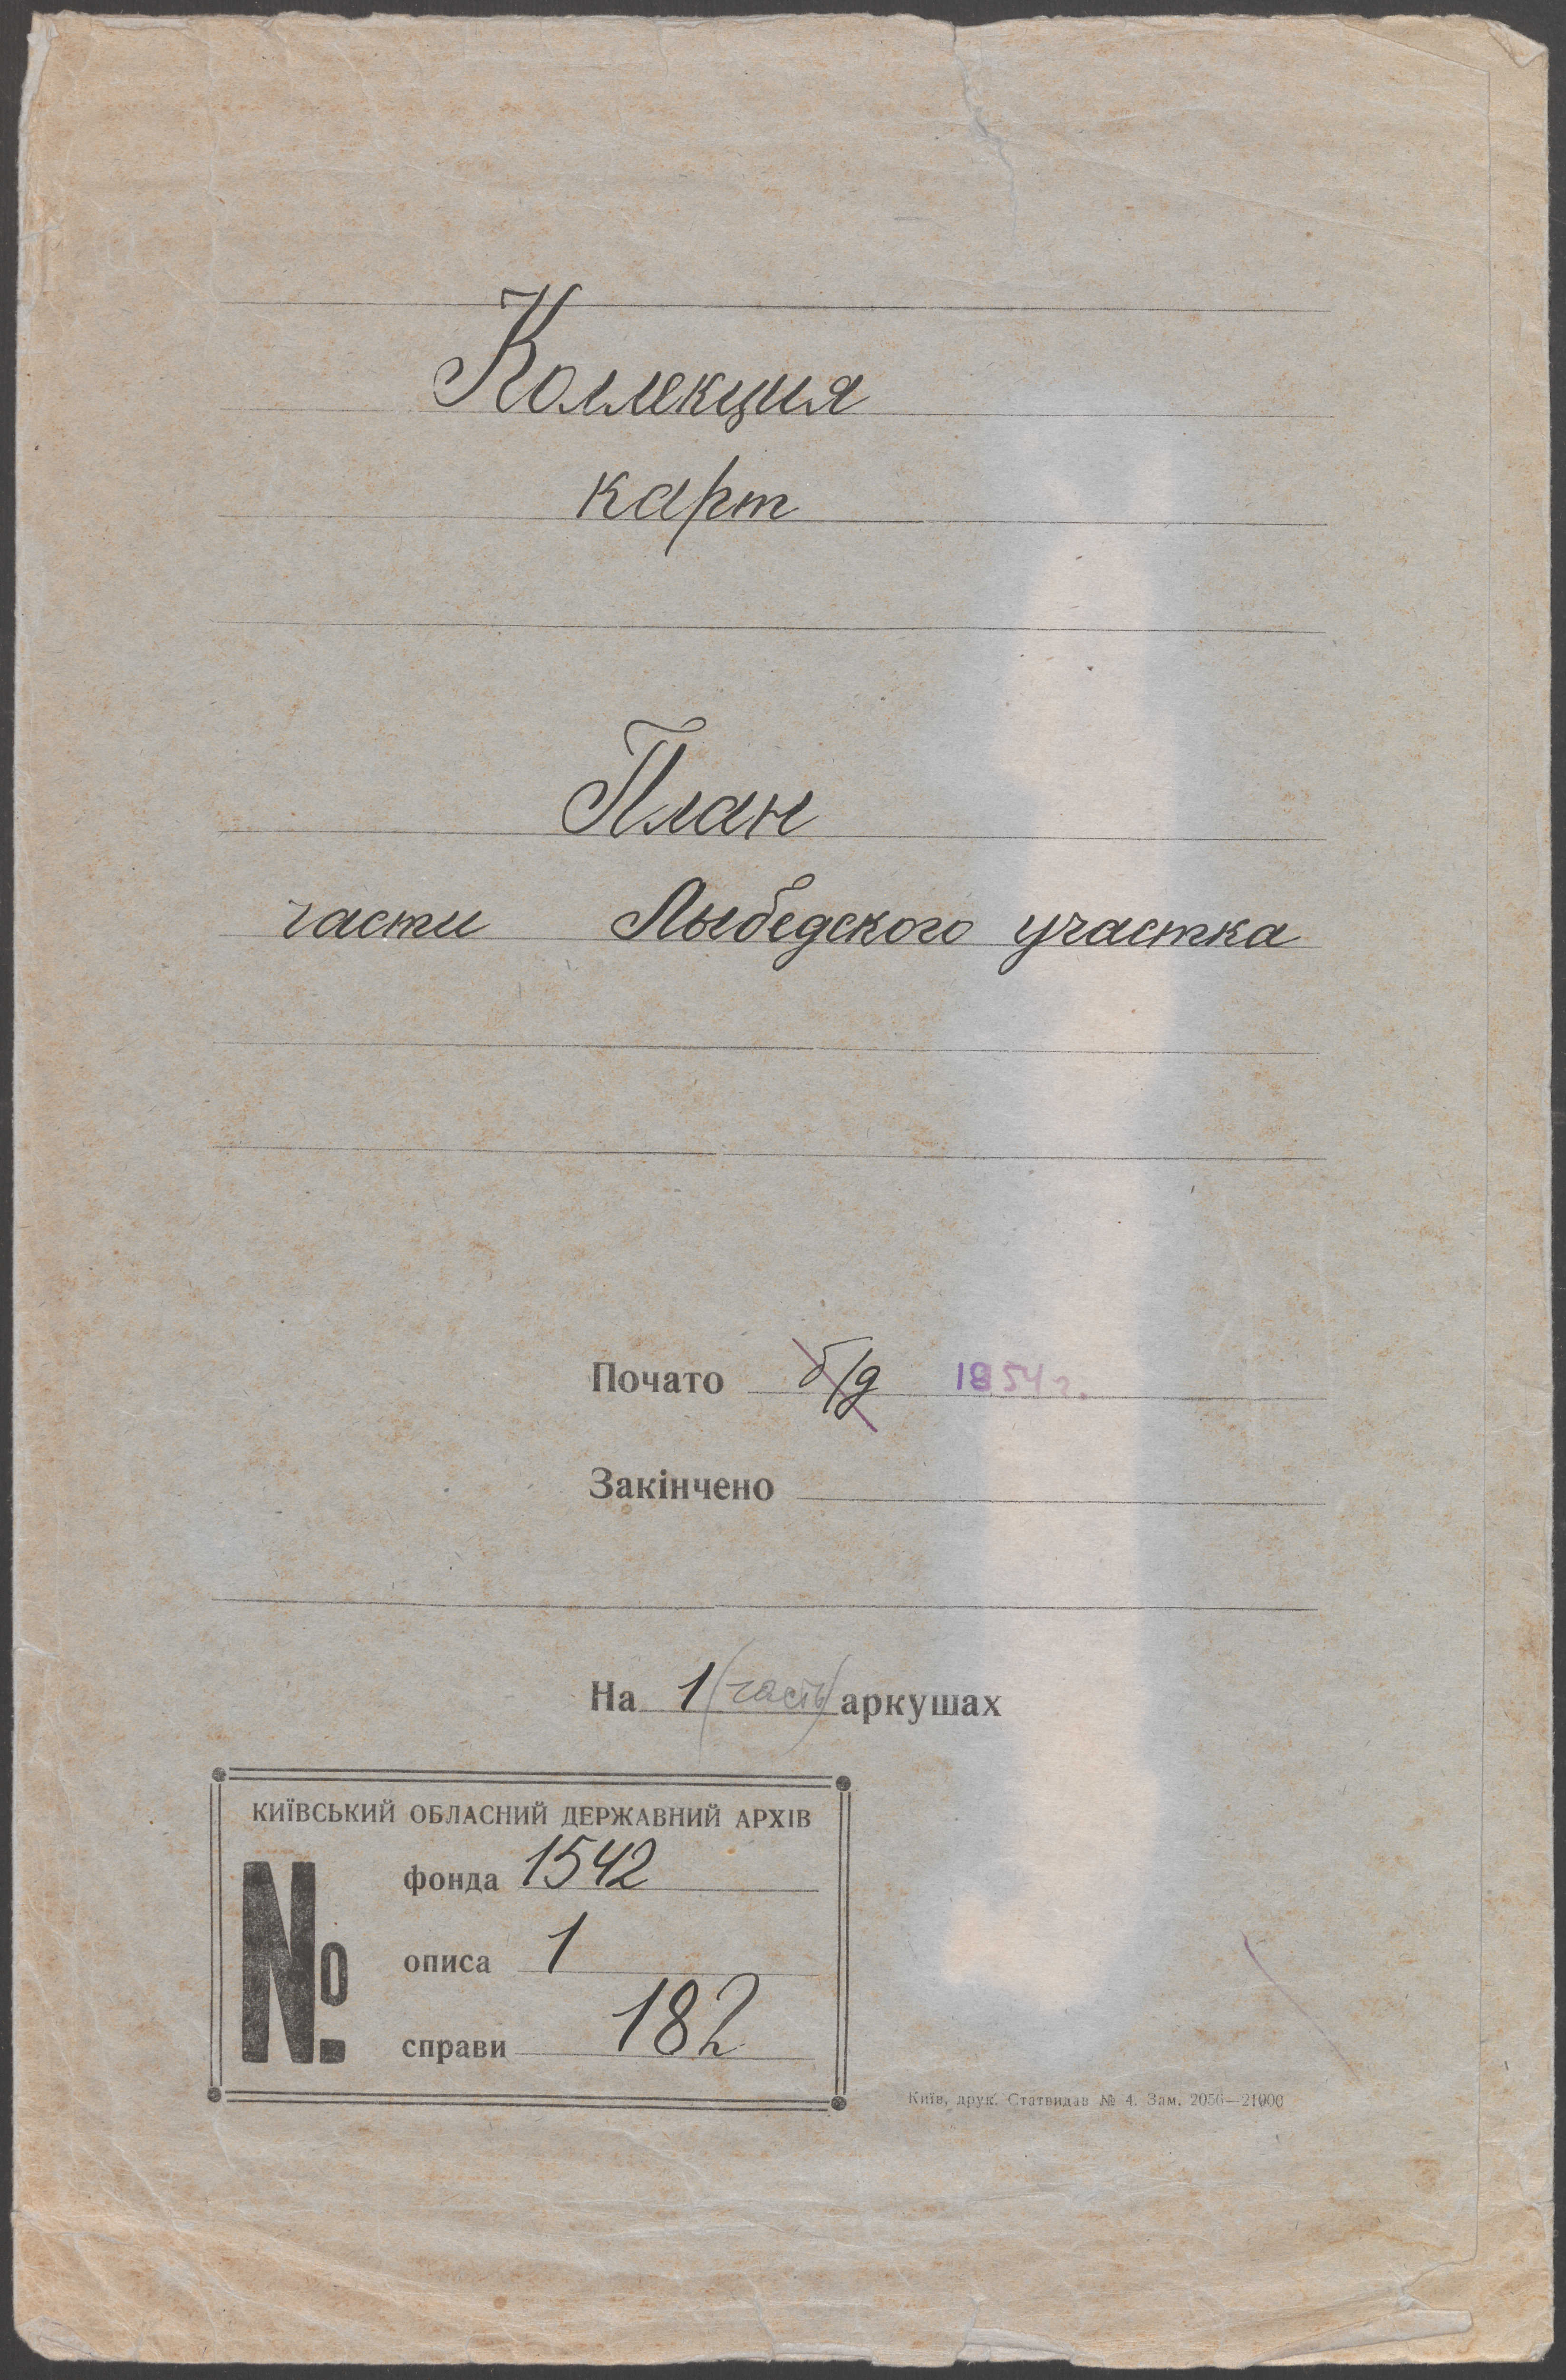 Коллекция
карт
План
части Лыбедского участка
Почато б/д 1854 г.
Закінчено
На 1 (часть) аркушах
КИЇВСЬКИЙ ОБЛАСНИЙ ДЕРЖАВНИЙ АРХІВ
№
фонда 1542
описа 1
справи 182
Київ, друк. Статвидав № 4. Зам. 2056—21000